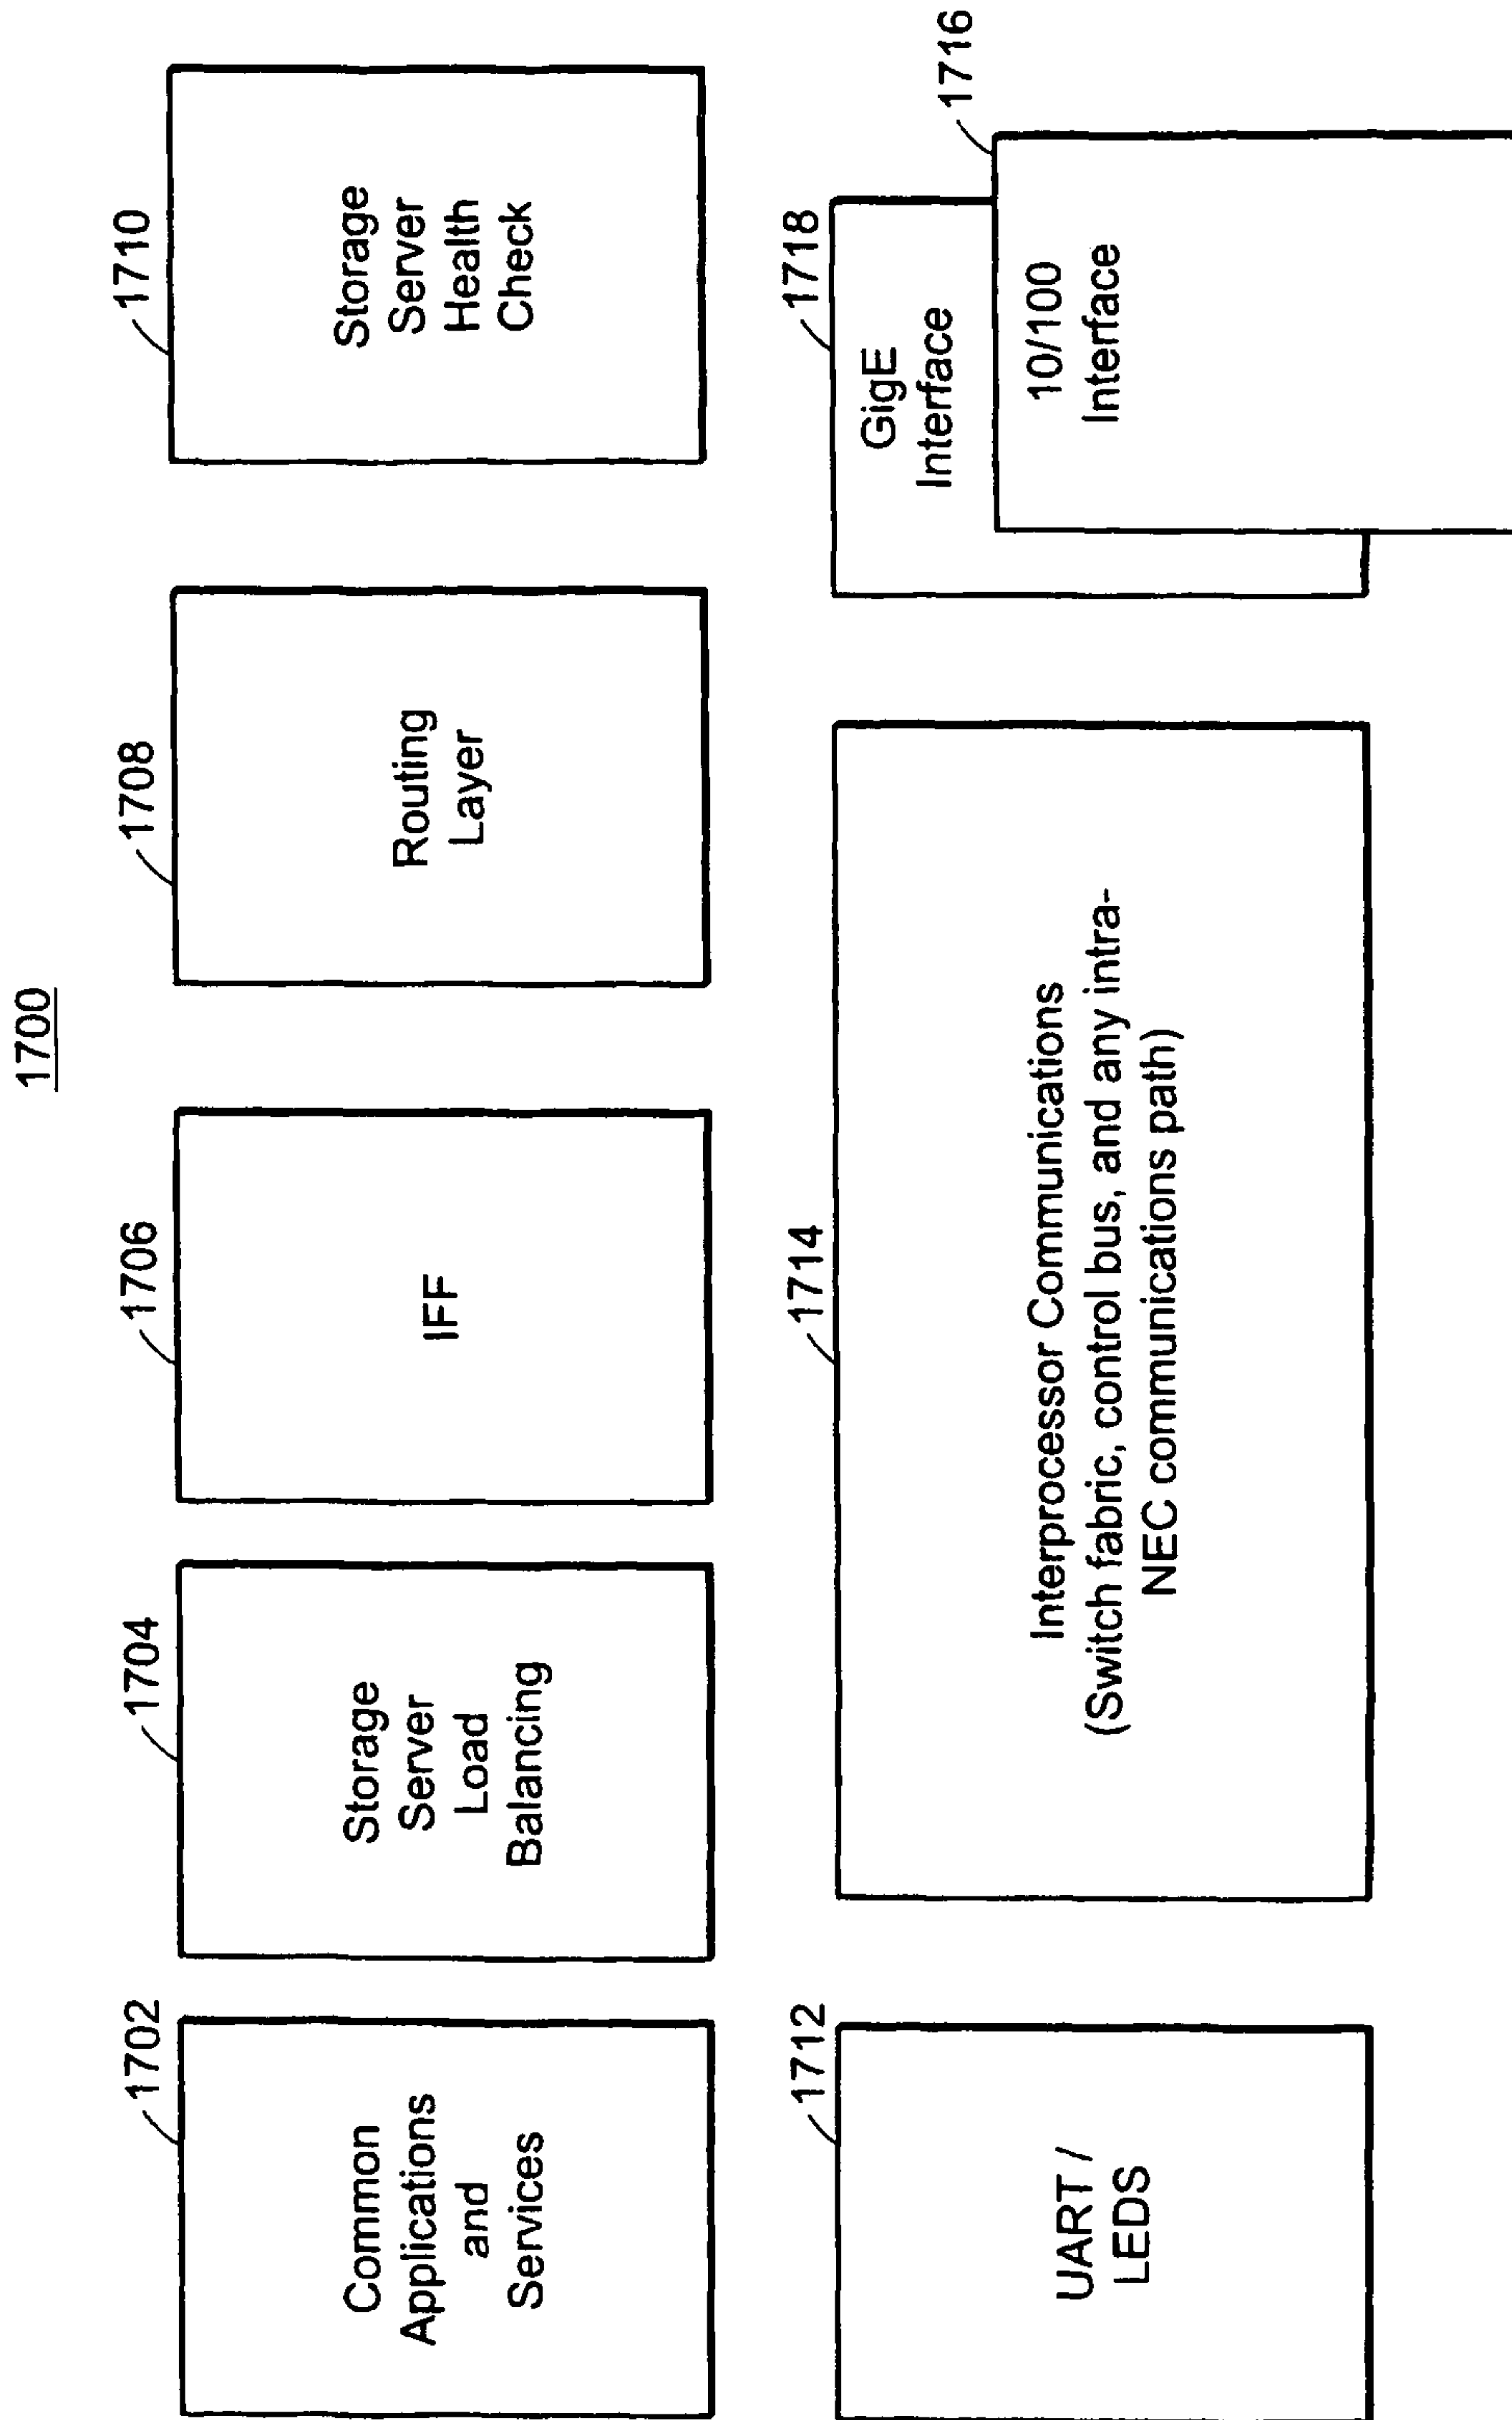 1700
1702
Common
Applications
and
Services
1704
Storage
Server
Load
Balancing
1706
IFF
1708
Routing
Layer
1710
Storage
Server
Health
Check
1712
UART /
LEDS
1714
Interprocessor Communications
(Switch fabric, control bus, and any intra-
NEC communications path)
1718
GigE
Interface
1716
10/100
Interface